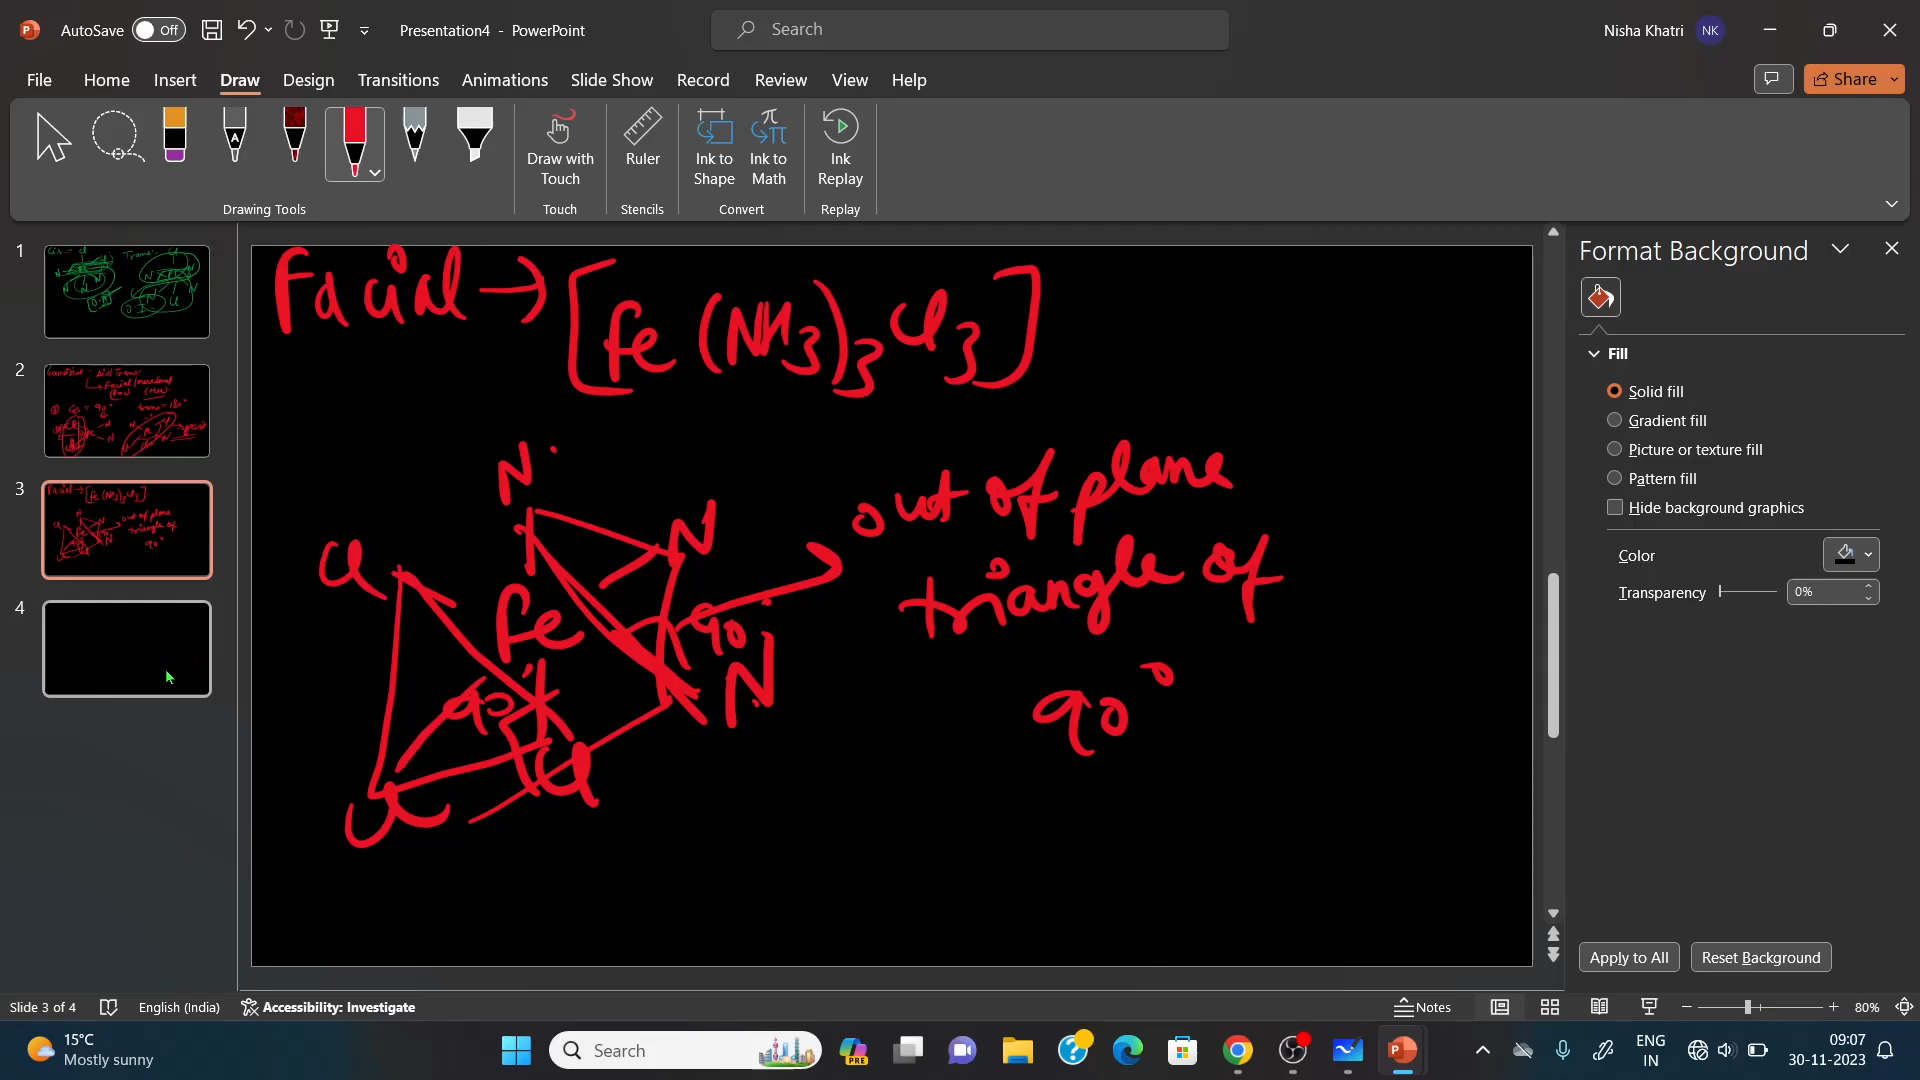 AutoSave Off Presentation4 - PowerPoint Search Nisha Khatri NK
File Home Insert Draw Design Transitions Animations Slide Show Record Review View Help Share
Draw with Touch Ruler Ink to Shape Ink to Math Ink Replay
Drawing Tools Touch Stencils Convert Replay
1
2
3
4
Facial → [Fe(NH3)3Cl3]
N
N
Cl
Fe
90
N
90
Cl
Cl
out of plane
triangle of
90°
Format Background
Fill
Solid fill
Gradient fill
Picture or texture fill
Pattern fill
Hide background graphics
Color
Transparency 0%
Apply to All Reset Background
Slide 3 of 4 English (India) Accessibility: Investigate Notes 80%
15°C
Mostly sunny
Search
PRE
ENG
IN
09:07
30-11-2023